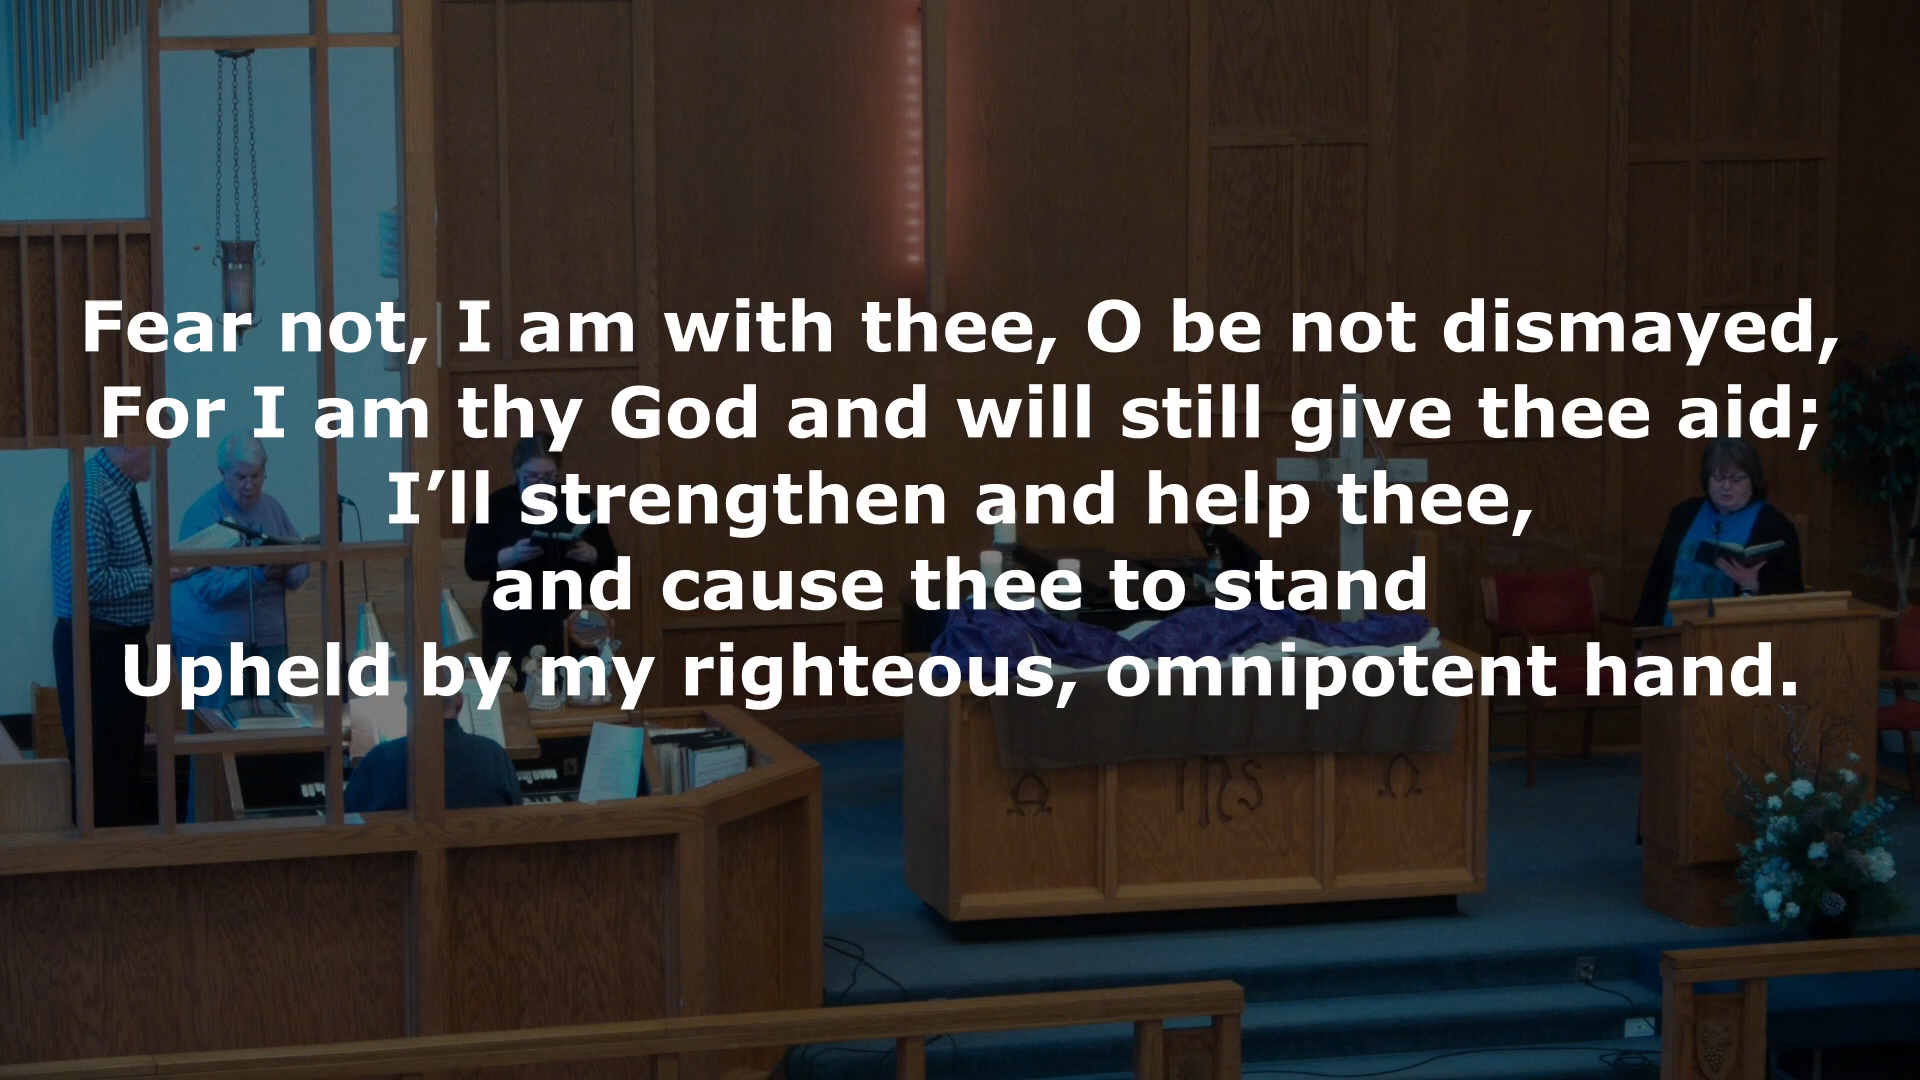 Fear not, I am with thee, O be not dismayed,
For I am thy God and will still give thee aid;
I’ll strengthen and help thee,
and cause thee to stand
Upheld by my righteous, omnipotent hand.
Α IHS Ω